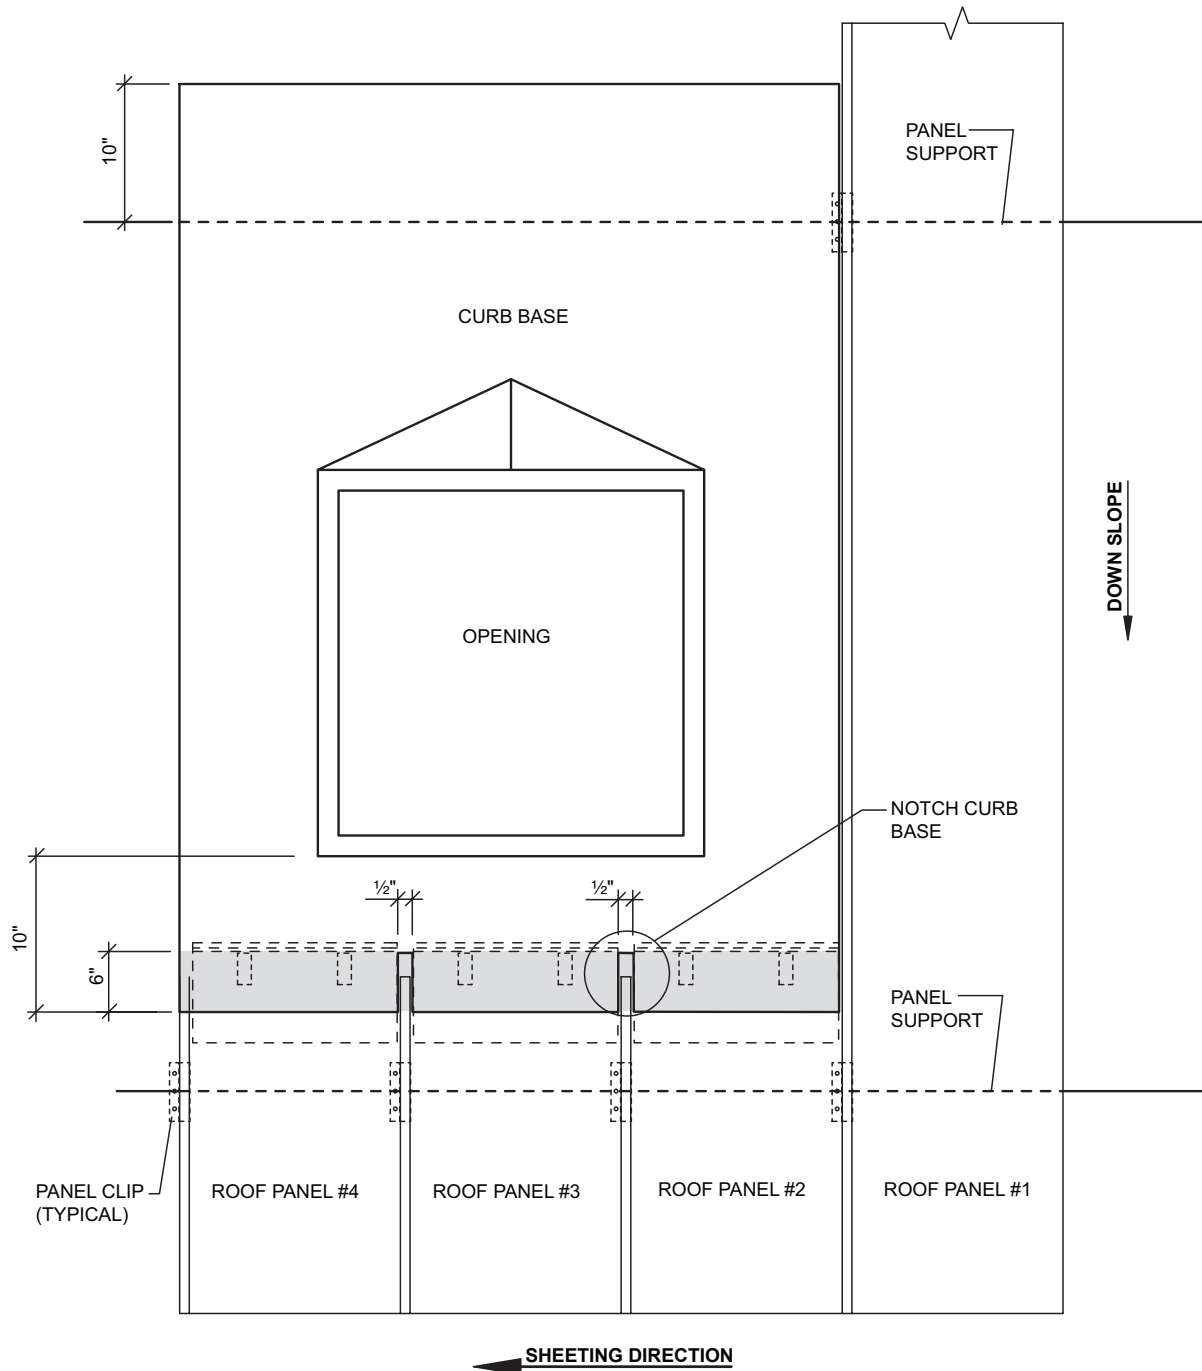 10"
PANEL
SUPPORT
CURB BASE
DOWN SLOPE
OPENING
NOTCH CURB
BASE
10"
½"
½"
6"
PANEL
SUPPORT
PANEL CLIP
(TYPICAL)
ROOF PANEL #4
ROOF PANEL #3
ROOF PANEL #2
ROOF PANEL #1
SHEETING DIRECTION